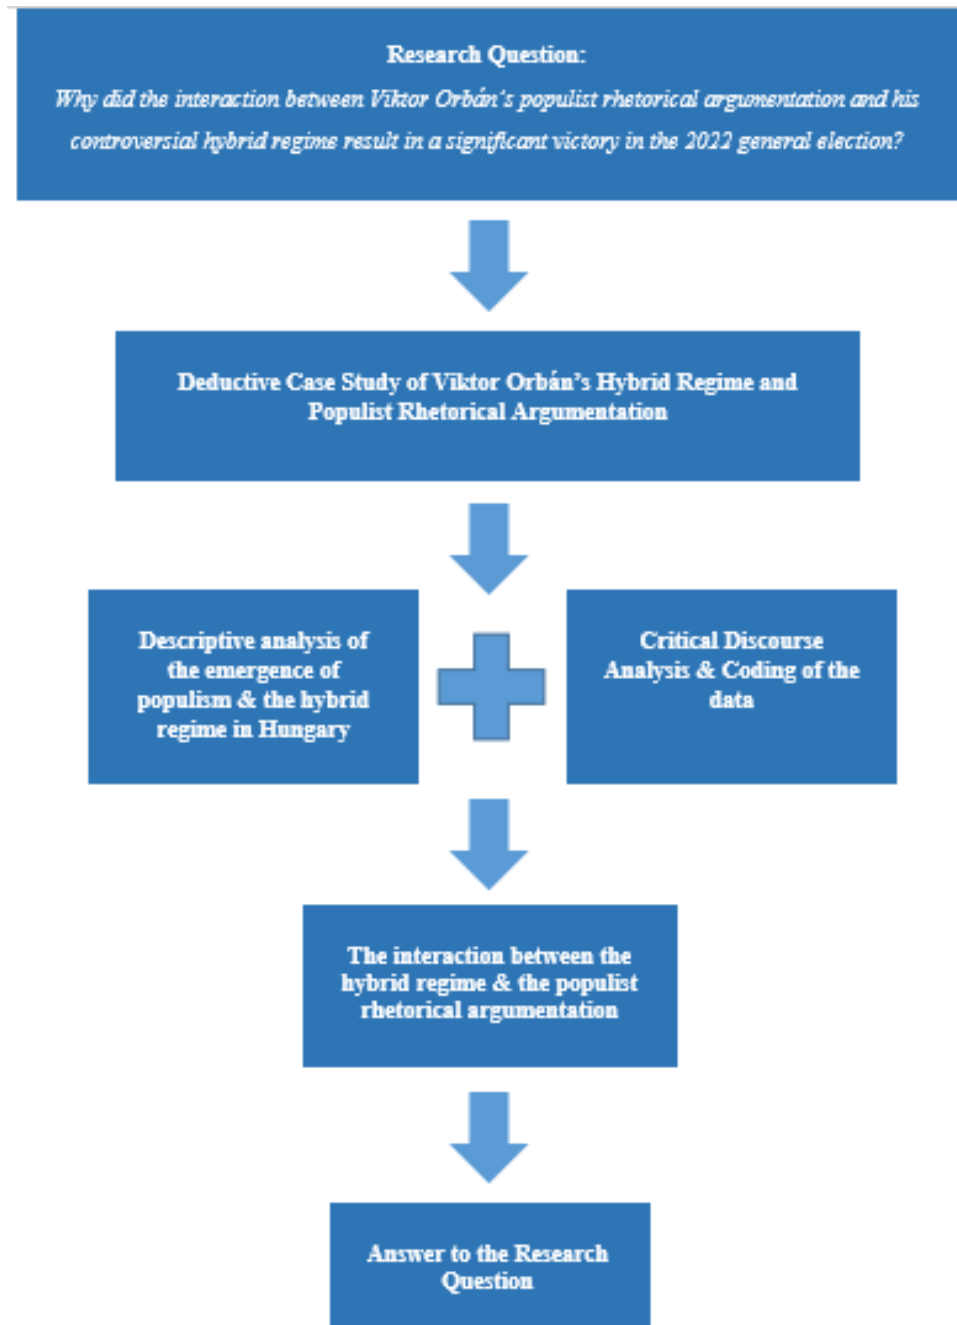 Research Question:
Why did the interaction between Viktor Orbán's populist rhetorical argumentation and his
controversial hybrid regime result in a significant victory in the 2022 general election?
Deductive Case Study of Viktor Orbán's Hybrid Regime and
Populist Rhetorical Argumentation
Descriptive analysis of
the emergence of
populism & the hybrid
regime in Hungary
Critical Discourse
Analysis & Coding of the
data
The interaction between the
hybrid regime & the populist
rhetorical argumentation
Answer to the Research
Question